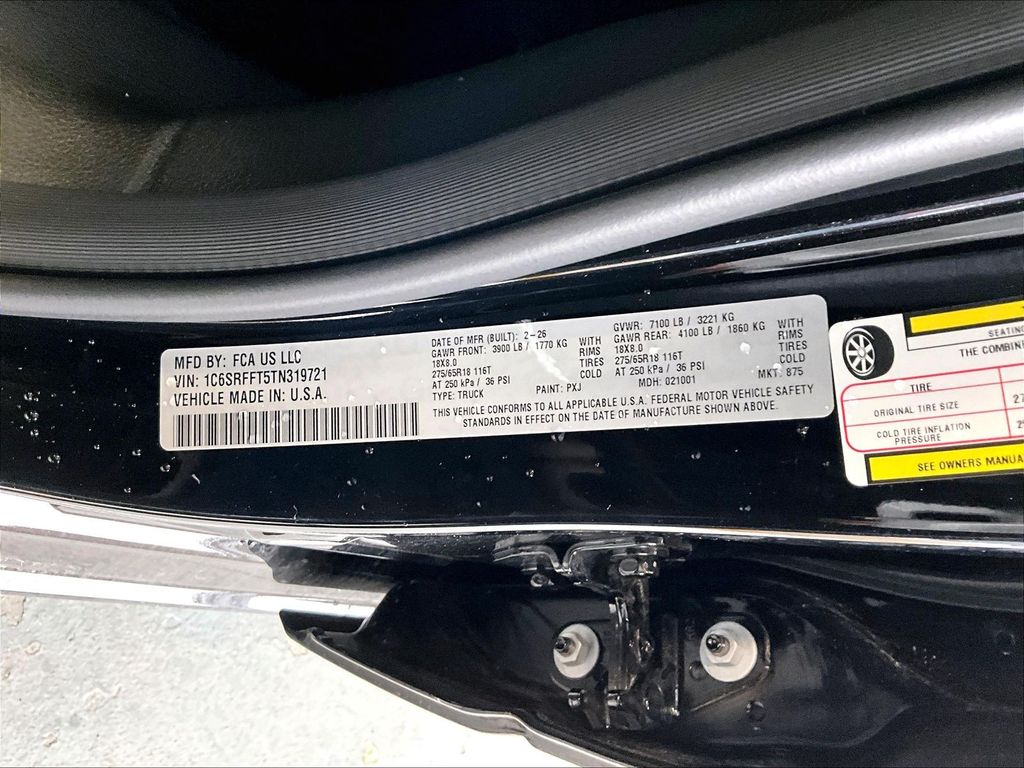 MFD BY: FCA US LLC
VIN: 1C6SRFFT5TN319721
VEHICLE MADE IN: U.S.A.
DATE OF MFR (BUILT): 2-26
GAWR FRONT: 3900 LB / 1770 KG WITH
18X8.0 RIMS
275/65R18 116T TIRES
AT 250 kPa / 36 PSI COLD
TYPE: TRUCK PAINT: PXJ
GVWR: 7100 LB / 3221 KG
GAWR REAR: 4100 LB / 1860 KG WITH
18X8.0 RIMS
275/65R18 116T TIRES
AT 250 kPa / 36 PSI COLD
MDH: 021001 MKT: 875
THIS VEHICLE CONFORMS TO ALL APPLICABLE U.S.A. FEDERAL MOTOR VEHICLE SAFETY
STANDARDS IN EFFECT ON THE DATE OF MANUFACTURE SHOWN ABOVE.
THE
TIRE
ORIGINAL TIRE SIZE
COLD TIRE INFLATION
PRESSURE
SEE OWNERS